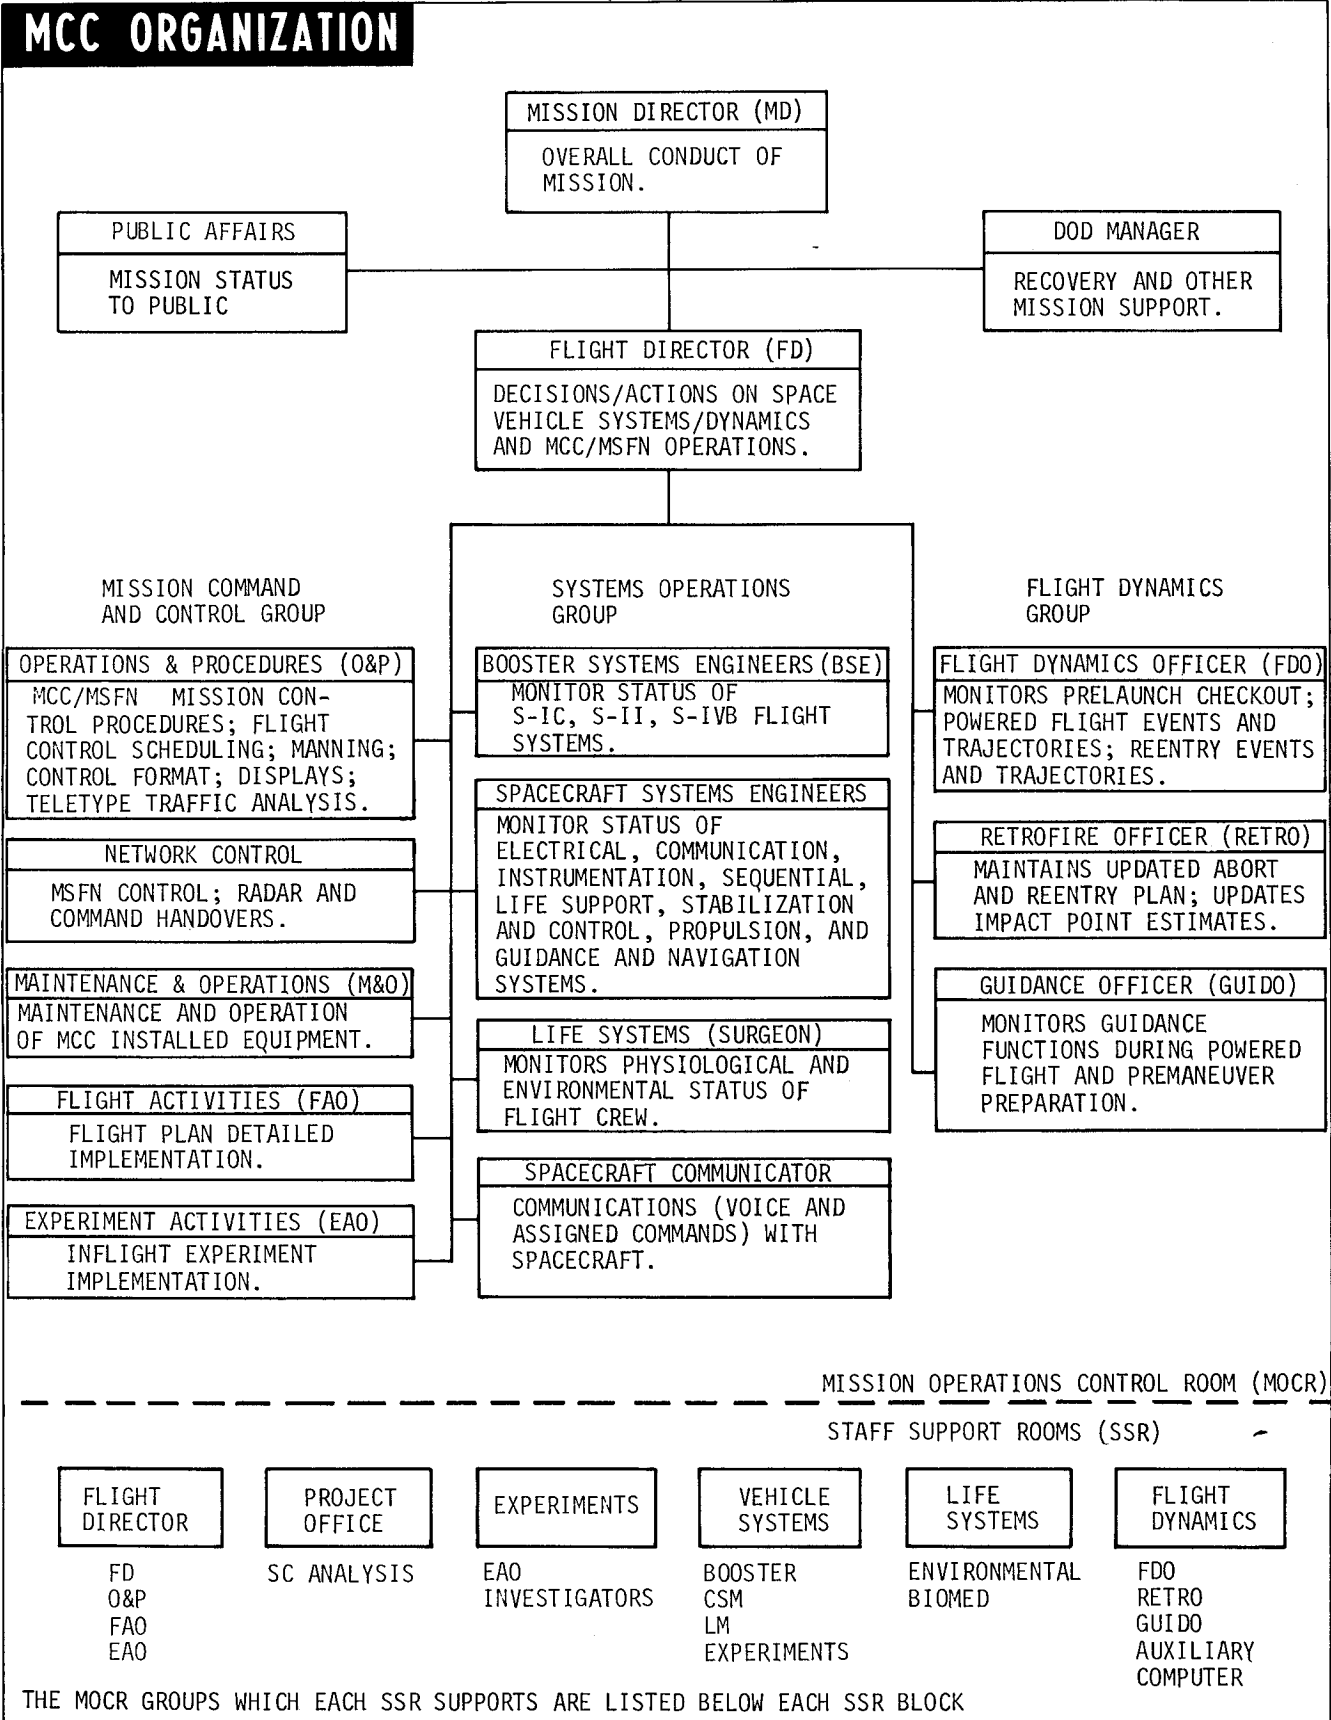 MCC ORGANIZATION
MISSION DIRECTOR (MD)
OVERALL CONDUCT OF
MISSION.
PUBLIC AFFAIRS
MISSION STATUS
TO PUBLIC
DOD MANAGER
RECOVERY AND OTHER
MISSION SUPPORT.
FLIGHT DIRECTOR (FD)
DECISIONS/ACTIONS ON SPACE
VEHICLE SYSTEMS/DYNAMICS
AND MCC/MSFN OPERATIONS.
MISSION COMMAND
AND CONTROL GROUP
OPERATIONS & PROCEDURES (O&P)
MCC/MSFN MISSION CON-
TROL PROCEDURES; FLIGHT
CONTROL SCHEDULING; MANNING;
CONTROL FORMAT; DISPLAYS;
TELETYPE TRAFFIC ANALYSIS.
NETWORK CONTROL
MSFN CONTROL; RADAR AND
COMMAND HANDOVERS.
MAINTENANCE & OPERATIONS (M&O)
MAINTENANCE AND OPERATION
OF MCC INSTALLED EQUIPMENT.
FLIGHT ACTIVITIES (FAO)
FLIGHT PLAN DETAILED
IMPLEMENTATION.
EXPERIMENT ACTIVITIES (EAO)
INFLIGHT EXPERIMENT
IMPLEMENTATION.
SYSTEMS OPERATIONS
GROUP
BOOSTER SYSTEMS ENGINEERS (BSE)
MONITOR STATUS OF
S-IC, S-II, S-IVB FLIGHT
SYSTEMS.
SPACECRAFT SYSTEMS ENGINEERS
MONITOR STATUS OF
ELECTRICAL, COMMUNICATION,
INSTRUMENTATION, SEQUENTIAL,
LIFE SUPPORT, STABILIZATION
AND CONTROL, PROPULSION, AND
GUIDANCE AND NAVIGATION
SYSTEMS.
LIFE SYSTEMS (SURGEON)
MONITORS PHYSIOLOGICAL AND
ENVIRONMENTAL STATUS OF
FLIGHT CREW.
SPACECRAFT COMMUNICATOR
COMMUNICATIONS (VOICE AND
ASSIGNED COMMANDS) WITH
SPACECRAFT.
FLIGHT DYNAMICS
GROUP
FLIGHT DYNAMICS OFFICER (FDO)
MONITORS PRELAUNCH CHECKOUT;
POWERED FLIGHT EVENTS AND
TRAJECTORIES; REENTRY EVENTS
AND TRAJECTORIES.
RETROFIRE OFFICER (RETRO)
MAINTAINS UPDATED ABORT
AND REENTRY PLAN; UPDATES
IMPACT POINT ESTIMATES.
GUIDANCE OFFICER (GUIDO)
MONITORS GUIDANCE
FUNCTIONS DURING POWERED
FLIGHT AND PREMANEUVER
PREPARATION.
MISSION OPERATIONS CONTROL ROOM (MOCR)
STAFF SUPPORT ROOMS (SSR)
FLIGHT
DIRECTOR
FD
O&P
FAO
EAO
PROJECT
OFFICE
SC ANALYSIS
EXPERIMENTS
EAO
INVESTIGATORS
VEHICLE
SYSTEMS
BOOSTER
CSM
LM
EXPERIMENTS
LIFE
SYSTEMS
ENVIRONMENTAL
BIOMED
FLIGHT
DYNAMICS
FDO
RETRO
GUIDO
AUXILIARY
COMPUTER
THE MOCR GROUPS WHICH EACH SSR SUPPORTS ARE LISTED BELOW EACH SSR BLOCK